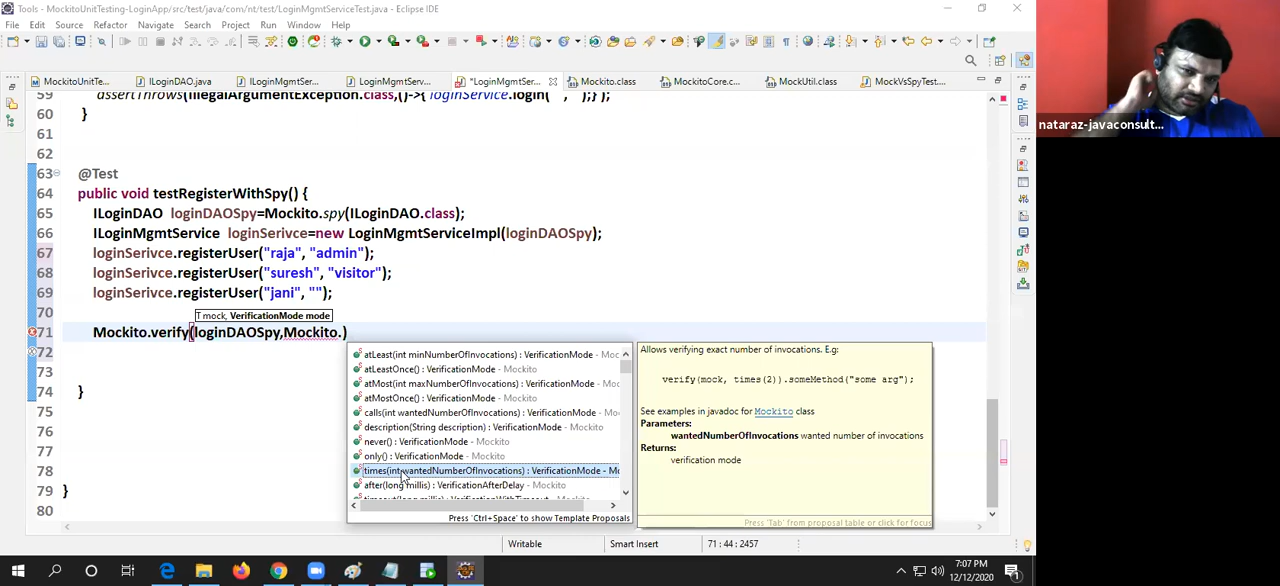 Tools - MockitoUnitTesting-LoginApp/src/test/java/com/nt/test/LoginMgmtServiceTest.java - Eclipse IDE
File Edit Source Refactor Navigate Search Project Run Window Help
MockitoUnitTe... ILoginDAO.java ILoginMgmtSer... LoginMgmtServ... *LoginMgmtSer... Mockito.class MockitoCore.c... MockUtil.class MockVsSpyTest....
nataraz-javaconsult...
59 assertThrows(IllegalArgumentException.class,()->{ loginService.login(" ", " ");} );
60 }
61
62
63 @Test
64 public void testRegisterWithSpy() {
65 ILoginDAO loginDAOSpy=Mockito.spy(ILoginDAO.class);
66 ILoginMgmtService loginSerivce=new LoginMgmtServiceImpl(loginDAOSpy);
67 loginSerivce.registerUser("raja", "admin");
68 loginSerivce.registerUser("suresh", "visitor");
69 loginSerivce.registerUser("jani", "");
70
T mock, VerificationMode mode
71 Mockito.verify(loginDAOSpy,Mockito.)
72
73
74 }
75
76
77
78
79 }
80
atLeast(int minNumberOfInvocations) : VerificationMode - Moc
atLeastOnce() : VerificationMode - Mockito
atMost(int maxNumberOfInvocations) : VerificationMode - Moc
atMostOnce() : VerificationMode - Mockito
calls(int wantedNumberOfInvocations) : VerificationMode - Mo
description(String description) : VerificationMode - Mockito
never() : VerificationMode - Mockito
only() : VerificationMode - Mockito
times(int wantedNumberOfInvocations) : VerificationMode - Mo
after(long millis) : VerificationAfterDelay - Mockito
timeout(long millis) : VerificationWithTimeout - Mockito
Press 'Ctrl+Space' to show Template Proposals
Allows verifying exact number of invocations. E.g:
verify(mock, times(2)).someMethod("some arg");
See examples in javadoc for Mockito class
Parameters:
wantedNumberOfInvocations wanted number of invocations
Returns:
verification mode
Press 'Tab' from proposal table or click for focus
Writable Smart Insert 71 : 44 : 2457
7:07 PM
12/12/2020